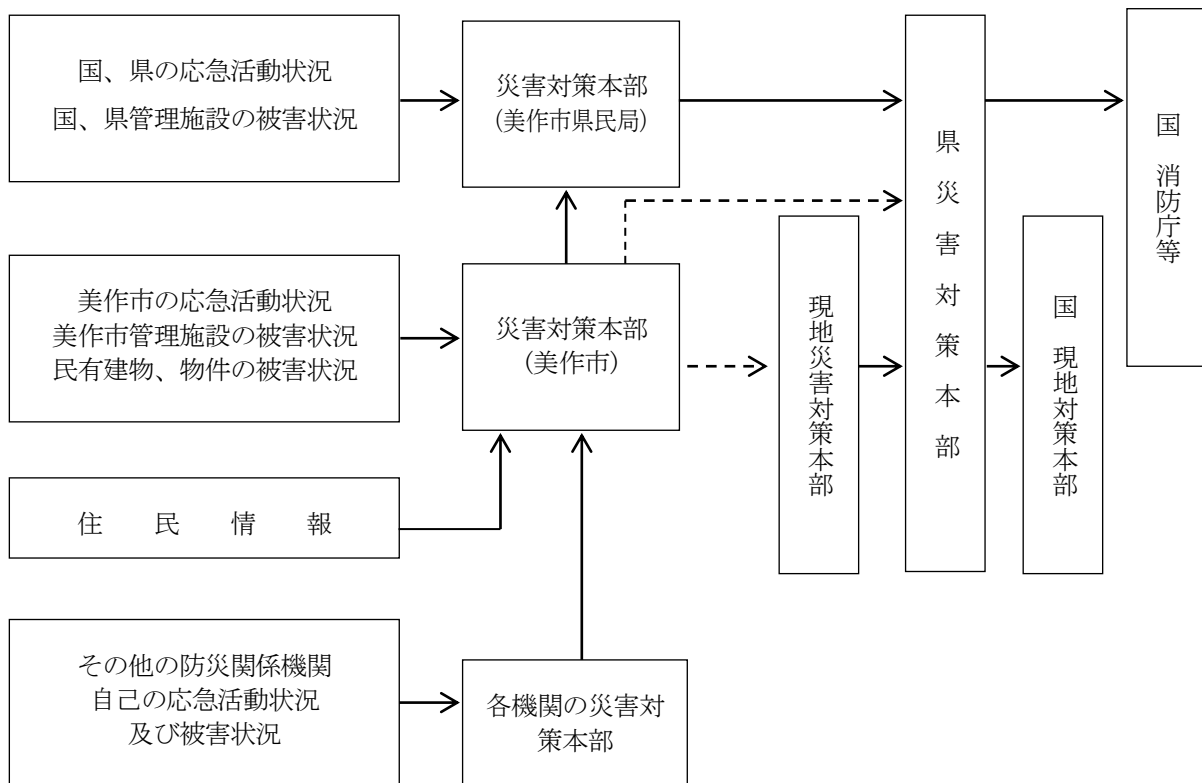 国、県の応急活動状況
国、県管理施設の被害状況
災害対策本部
(美作市県民局)
県災害対策本部
国 消防庁等
美作市の応急活動状況
美作市管理施設の被害状況
民有建物、物件の被害状況
災害対策本部
(美作市)
現地災害対策本部
国 現地対策本部
住 民 情 報
その他の防災関係機関
自己の応急活動状況
及び被害状況
各機関の災害対
策本部